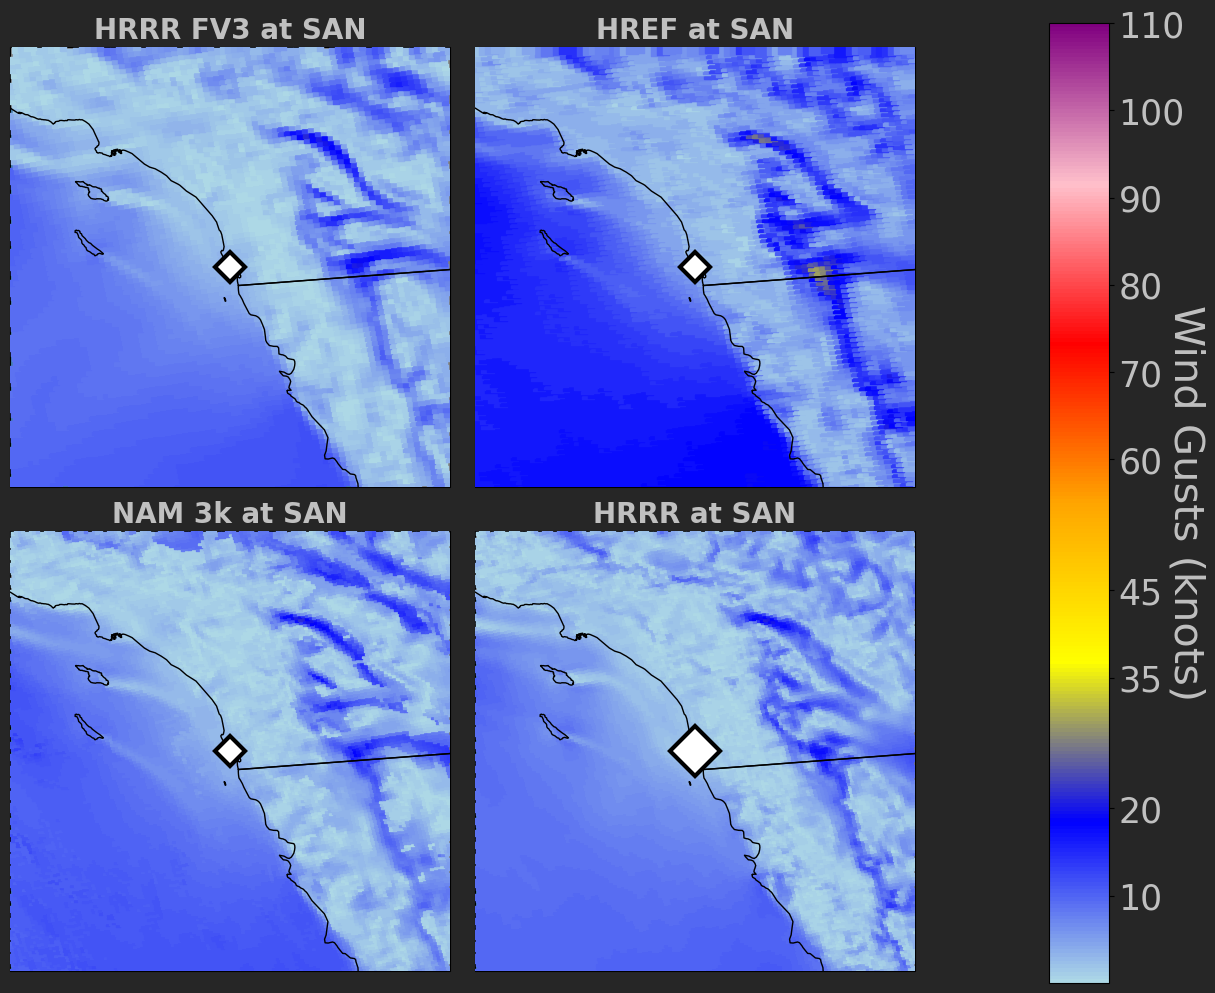 HRRR FV3 at SAN
HREF at SAN
NAM 3k at SAN
HRRR at SAN
110
100
90
80
70
60
45
35
20
10
Wind Gusts (knots)